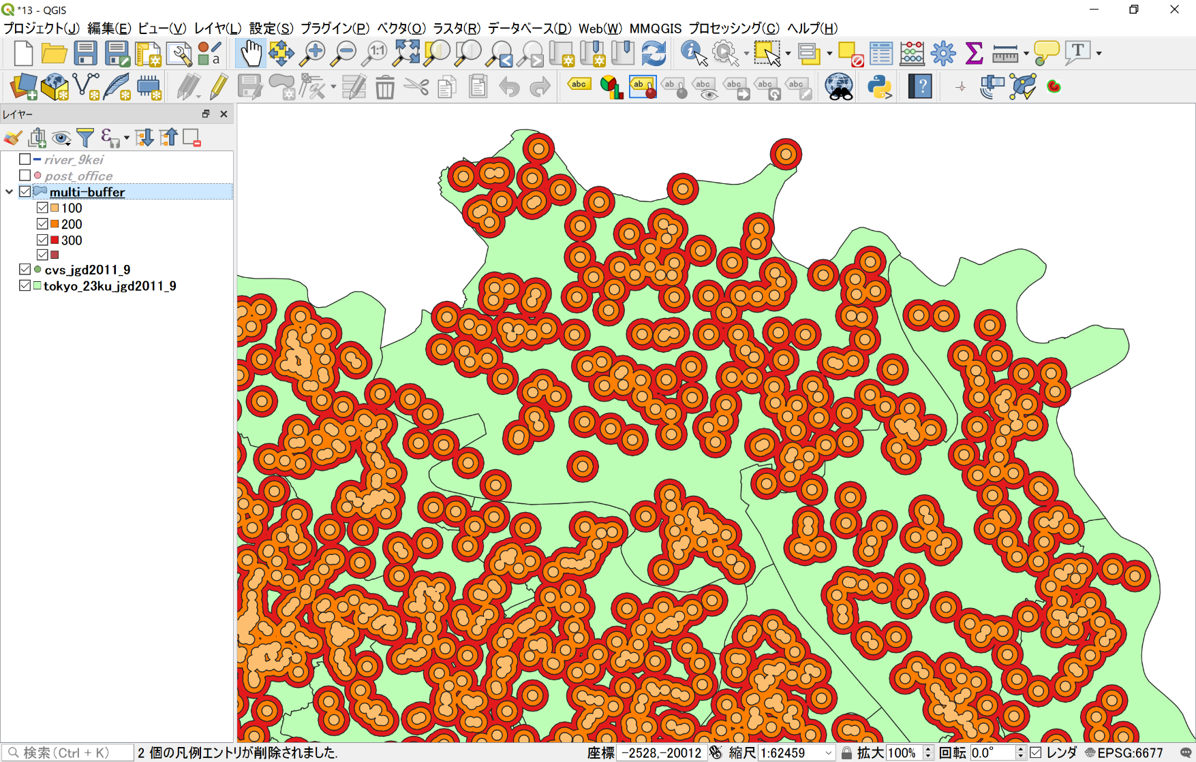 *13 - QGIS
プロジェクト(J) 編集(E) ビュー(V) レイヤ(L) 設定(S) プラグイン(P) ベクタ(O) ラスタ(R) データベース(D) Web(W) MMQGIS プロセッシング(C) ヘルプ(H)
レイヤー
river_9kei
post_office
multi-buffer
100
200
300
cvs_jgd2011_9
tokyo_23ku_jgd2011_9
検索(Ctrl + K)
2 個の凡例エントリが削除されました.
座標 -2528,-20012 縮尺 1:62459 拡大 100% 回転 0.0° レンダ EPSG:6677